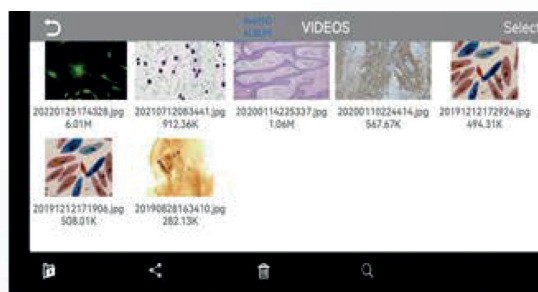 PHOTO
ALBUM
VIDEOS
Select
20220125174328.jpg
6.01M
20210712083441.jpg
912.36K
20200114225337.jpg
1.06M
20200110224414.jpg
567.67K
20191212172924.jpg
494.31K
20191212171906.jpg
508.01K
20190828163410.jpg
282.13K